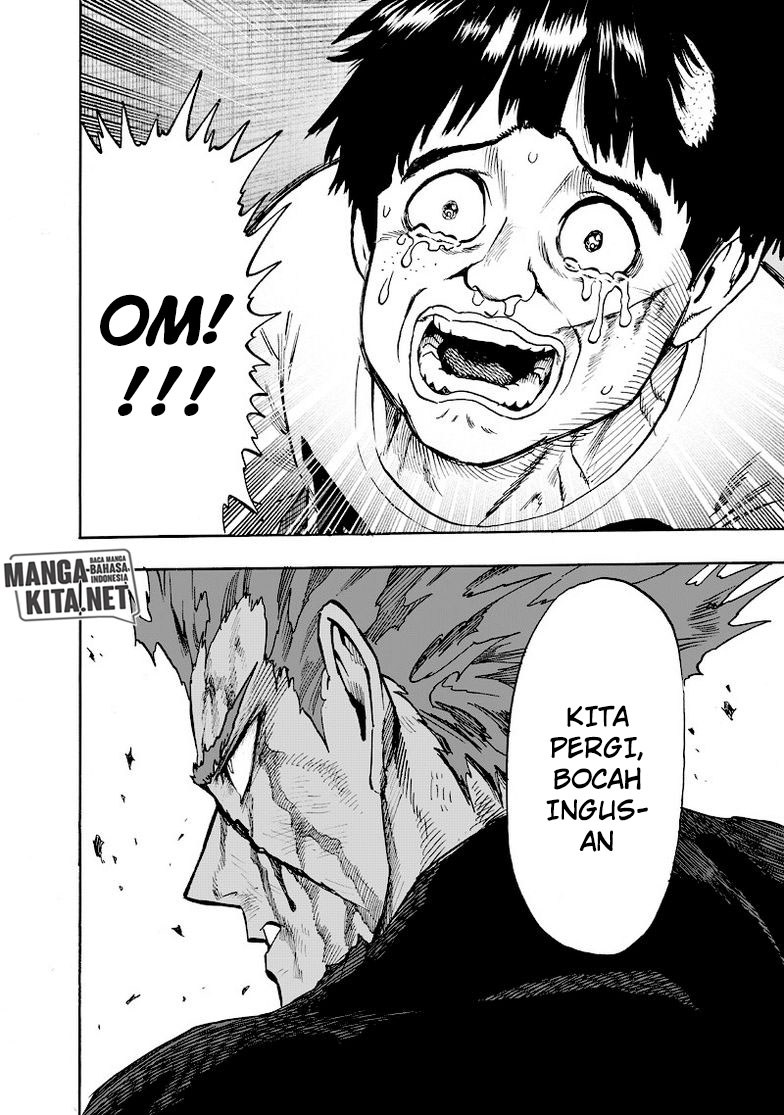 OM!
!!!
MANGA
KITA.NET
BACA MANGA
BAHASA
INDONESIA
KITA
PERGI,
BOCAH
INGUS-
AN